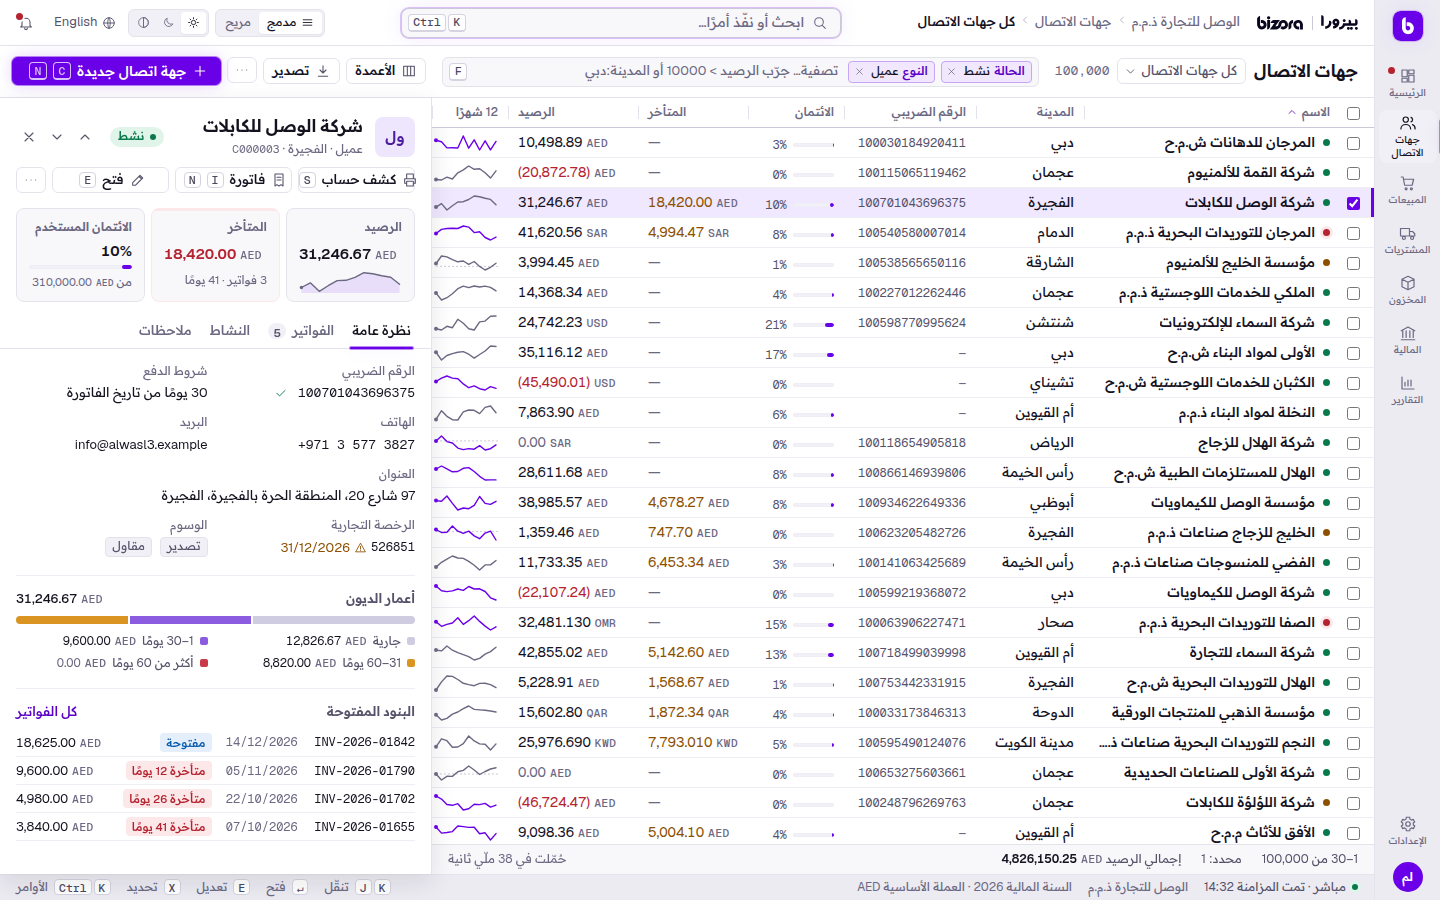 بيزورا | bizora
الوصل للتجارة ذ.م.م › جهات الاتصال › كل جهات الاتصال
ابحث أو نفّذ أمرًا... Ctrl K
مدمج مريح
English
الرئيسية
جهات الاتصال
المبيعات
المشتريات
المخزون
المالية
التقارير
الإعدادات
لم
جهات الاتصال كل جهات الاتصال 100,000
الحالة نشط × النوع عميل × تصفية... جرّب الرصيد > 10000 أو المدينة:دبي F
الأعمدة تصدير ··· + جهة اتصال جديدة C N
الاسم المدينة الرقم الضريبي الائتمان المتأخر الرصيد 12 شهرًا
المرجان للدهانات ش.م.ح دبي 100030184920411 3% — 10,498.89 AED
شركة القمة للألمنيوم عجمان 100115065119462 0% — (20,872.78) AED
شركة الوصل للكابلات الفجيرة 100701043696375 10% 18,420.00 AED 31,246.67 AED
المرجان للتوريدات البحرية ذ.م.م الدمام 100540580007014 8% 4,994.47 SAR 41,620.56 SAR
مؤسسة الخليج للألمنيوم الشارقة 100538565650116 1% — 3,994.45 AED
الملكي للخدمات اللوجستية ذ.م.م عجمان 100227012262446 4% — 14,368.34 AED
شركة السماء للإلكترونيات شنتشن 100598770995624 21% — 24,742.23 USD
الأولى لمواد البناء ش.م.ح دبي – 17% — 35,116.12 AED
الكثبان للخدمات اللوجستية ش.م.ح تشيناي – 0% — (45,490.01) USD
النخلة لمواد البناء ذ.م.م أم القيوين – 6% — 7,863.90 AED
شركة الهلال للزجاج الرياض 100118654905818 0% — 0.00 SAR
الهلال للمستلزمات الطبية ش.م.ح رأس الخيمة 100866146939806 8% — 28,611.68 AED
مؤسسة الوصل للكيماويات أبوظبي 100934622649336 8% 4,678.27 AED 38,985.57 AED
الخليج للزجاج صناعات ذ.م.م الفجيرة 100623205482726 0% 747.70 AED 1,359.46 AED
الفضي للمنسوجات صناعات ذ.م.م رأس الخيمة 100141063425689 3% 6,453.34 AED 11,733.35 AED
شركة الوصل للكيماويات دبي 100599219368072 0% — (22,107.24) AED
الصفا للتوريدات البحرية ذ.م.م صحار 100063906227471 15% — 32,481.130 OMR
شركة السماء للتجارة أم القيوين 100718499039998 13% 5,142.60 AED 42,855.02 AED
الهلال للتوريدات البحرية ش.م.ح الفجيرة 100753442331915 1% 1,568.67 AED 5,228.91 AED
مؤسسة الذهبي للمنتجات الورقية الدوحة 100033173846313 4% 1,872.34 QAR 15,602.80 QAR
النجم للتوريدات البحرية صناعات ذ.... مدينة الكويت 100595490124076 5% 7,793.010 KWD 25,976.690 KWD
شركة الأولى للصناعات الحديدية عجمان 100653275603661 0% — 0.00 AED
شركة اللؤلؤة للكابلات عجمان 100248796269763 0% — (46,724.47) AED
الأفق للأثاث م.م.ح أم القيوين – 4% 5,004.10 AED 9,098.36 AED
1–30 من 100,000 محدد: 1 إجمالي الرصيد AED 4,826,150.25 حُمّلت في 38 ملّي ثانية
ول شركة الوصل للكابلات نشط
عميل · الفجيرة · C000003
كشف حساب S فاتورة I N فتح E ···
الرصيد المتأخر الائتمان المستخدم
31,246.67 AED 18,420.00 AED 10%
3 فواتير · 41 يومًا من AED 310,000.00
نظرة عامة الفواتير 5 النشاط ملاحظات
الرقم الضريبي شروط الدفع
100701043696375 ✓ 30 يومًا من تاريخ الفاتورة
الهاتف البريد
+971 3 577 3827 info@alwasl3.example
العنوان
97 شارع 20، المنطقة الحرة بالفجيرة، الفجيرة
الرخصة التجارية الوسوم
526851 31/12/2026 تصدير مقاول
أعمار الديون 31,246.67 AED
جارية AED 12,826.67 1–30 يومًا AED 9,600.00
31–60 يومًا AED 8,820.00 أكثر من 60 يومًا AED 0.00
البنود المفتوحة كل الفواتير
INV-2026-01842 14/12/2026 مفتوحة 18,625.00 AED
INV-2026-01790 05/11/2026 متأخرة 12 يومًا 9,600.00 AED
INV-2026-01702 22/10/2026 متأخرة 26 يومًا 4,980.00 AED
INV-2026-01655 07/10/2026 متأخرة 41 يومًا 3,840.00 AED
مباشر · تمت المزامنة 14:32 الوصل للتجارة ذ.م.م السنة المالية 2026 · العملة الأساسية AED
J K تنقّل ↵ فتح E تعديل X تحديد Ctrl K الأوامر